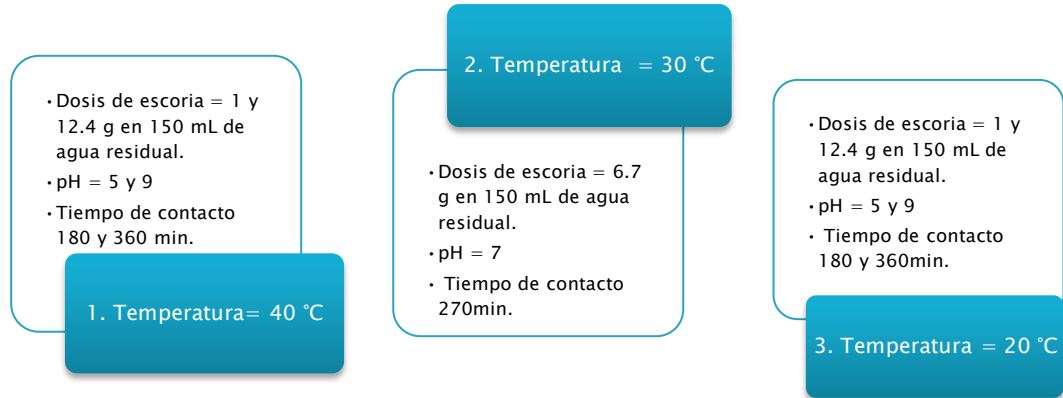 • Dosis de escoria = 1 y
12.4 g en 150 mL de
agua residual.
• pH = 5 y 9
• Tiempo de contacto
180 y 360 min.
1. Temperatura= 40 °C
2. Temperatura = 30 °C
• Dosis de escoria = 6.7
g en 150 mL de agua
residual.
• pH = 7
• Tiempo de contacto
270min.
• Dosis de escoria = 1 y
12.4 g en 150 mL de
agua residual.
• pH = 5 y 9
• Tiempo de contacto
180 y 360min.
3. Temperatura = 20 °C